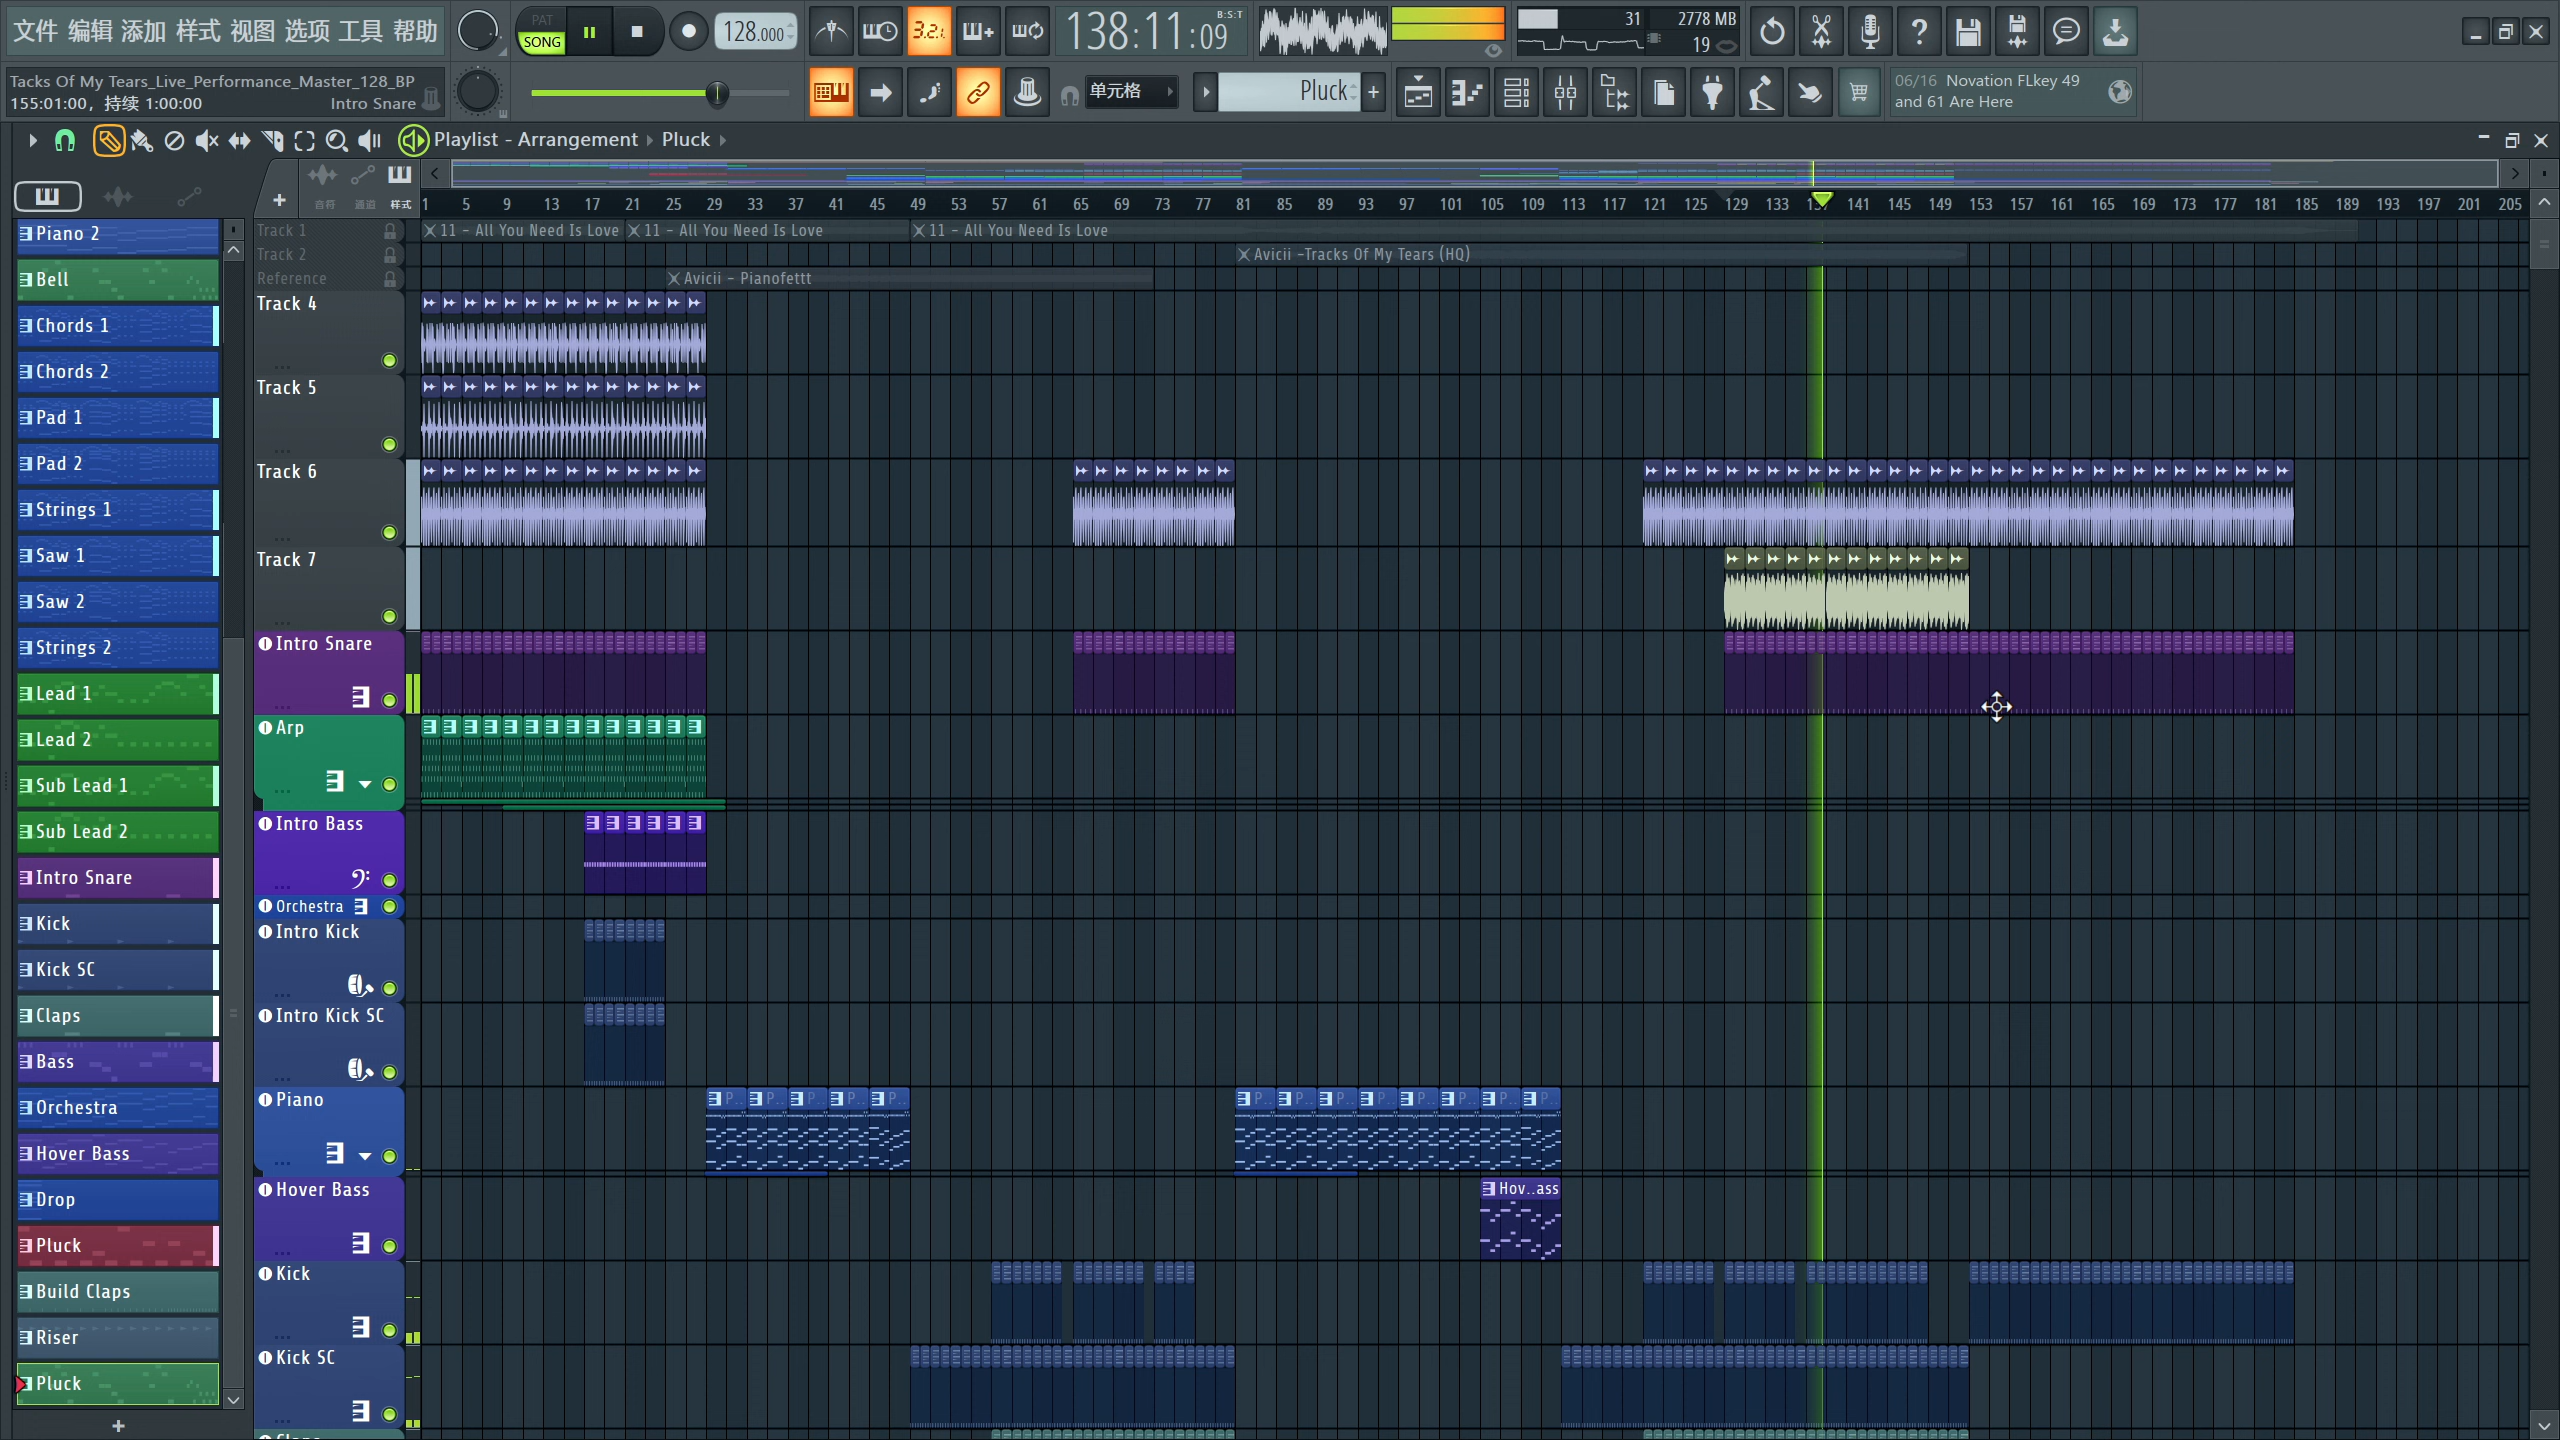 文件 编辑 添加 样式 视图 选项 工具 帮助
PAT
SONG
128.000
3.2.
138:11:09
B:S:T
31
2778 MB
19
Tacks Of My Tears_Live_Performance_Master_128_BP
155:01:00，持续 1:00:00
Intro Snare
单元格
Pluck
+
06/16 Novation FLkey 49
and 61 Are Here
Playlist - Arrangement
Pluck
音符 通道 样式
1 5 9 13 17 21 25 29 33 37 41 45 49 53 57 61 65 69 73 77 81 85 89 93 97 101 105 109 113 117 121 125 129 133 141 145 149 153 157 161 165 169 173 177 181 185 189 193 197 201 205
Piano 2
Bell
Chords 1
Chords 2
Pad 1
Pad 2
Strings 1
Saw 1
Saw 2
Strings 2
Lead 1
Lead 2
Sub Lead 1
Sub Lead 2
Intro Snare
Kick
Kick SC
Claps
Bass
Orchestra
Hover Bass
Drop
Pluck
Build Claps
Riser
Pluck
+
Track 1
11 - All You Need Is Love
11 - All You Need Is Love
11 - All You Need Is Love
Track 2
Avicii -Tracks Of My Tears (HQ)
Reference
Avicii - Pianofettt
Track 4
Track 5
Track 6
Track 7
Intro Snare
Arp
Intro Bass
Orchestra
Intro Kick
Intro Kick SC
Piano
P.. P.. P.. P.. P.. P.. P.. P.. P.. P.. P.. P.. P..
Hover Bass
Hov..ass
Kick
Kick SC